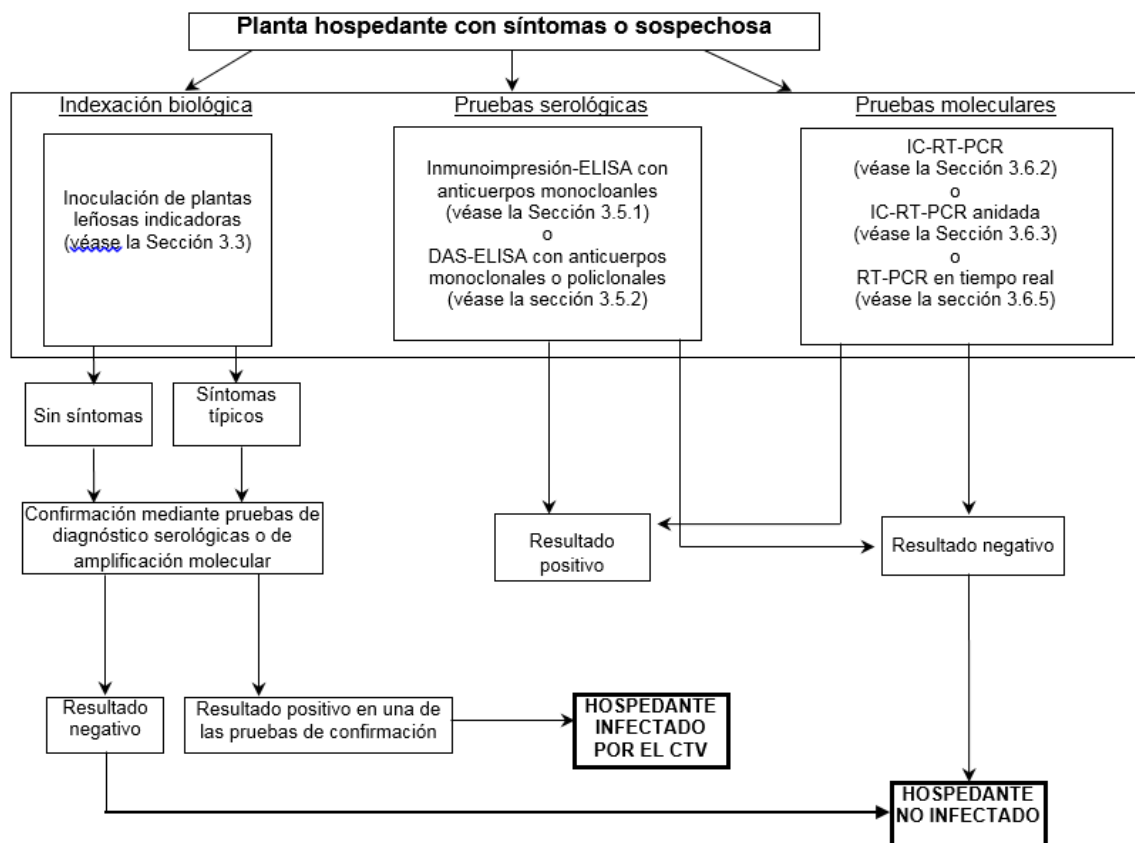 Planta hospedante con síntomas o sospechosa
Indexación biológica
Inoculación de plantas
leñosas indicadoras
(véase la Sección 3.3)
Pruebas serológicas
Inmunoimpresión-ELISA con
anticuerpos monocloanles
(véase la Sección 3.5.1)
o
DAS-ELISA con anticuerpos
monoclonales o policlonales
(véase la sección 3.5.2)
Pruebas moleculares
IC-RT-PCR
(véase la Sección 3.6.2)
o
IC-RT-PCR anidada
(véase la Sección 3.6.3)
o
RT-PCR en tiempo real
(véase la sección 3.6.5)
Sin síntomas
Síntomas
típicos
Confirmación mediante pruebas de
diagnóstico serológicas o de
amplificación molecular
Resultado
positivo
Resultado negativo
Resultado
negativo
Resultado positivo en una de
las pruebas de confirmación
HOSPEDANTE
INFECTADO
POR EL CTV
HOSPEDANTE
NO INFECTADO